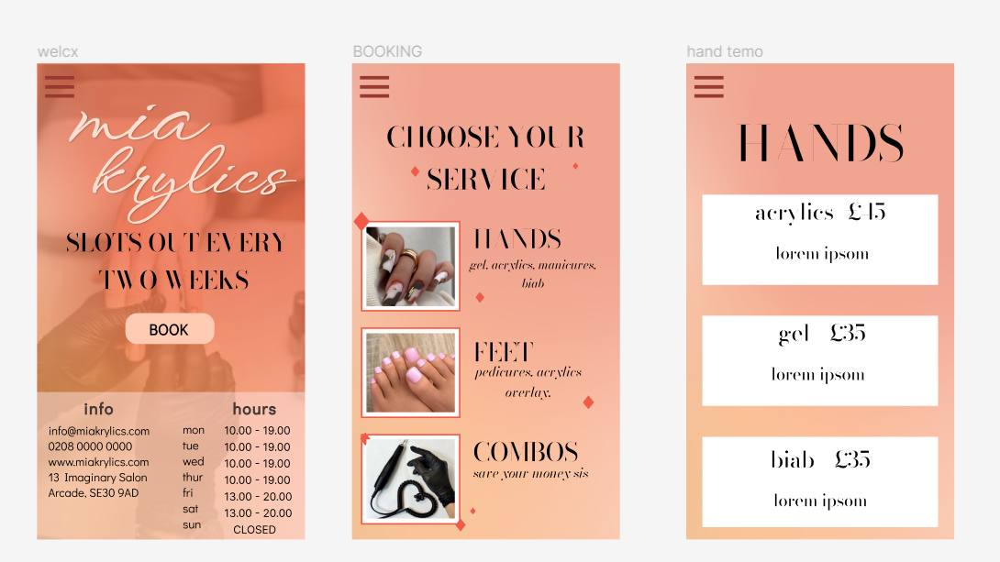 welcx
mia
krylics
SLOTS OUT EVERY
TWO WEEKS
BOOK
info
info@miakrylics.com
0208 0000 0000
www.miakrylics.com
13 Imaginary Salon
Arcade, SE30 9AD
hours
mon 10.00 - 19.00
tue 10.00 - 19.00
wed 10.00 - 19.00
thur 10.00 - 19.00
fri 13.00 - 20.00
sat 13.00 - 20.00
sun CLOSED
BOOKING
CHOOSE YOUR
SERVICE
HANDS
gel, acrylics, manicures,
biab
FEET
pedicures, acrylics
overlay.
COMBOS
save your money sis
hand temo
HANDS
acrylics £45
lorem ipsom
gel £35
lorem ipsom
biab £35
lorem ipsom